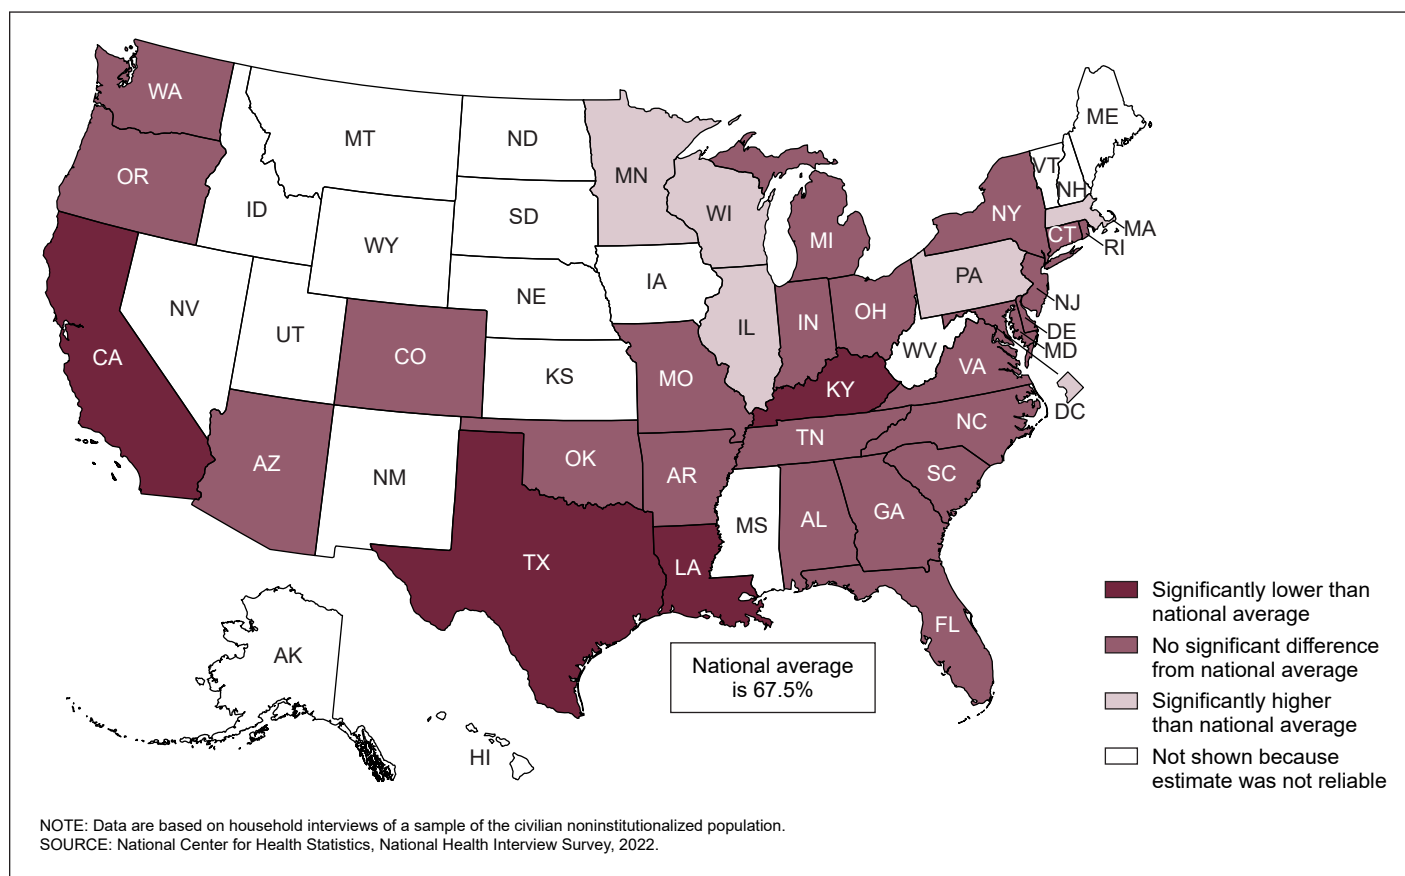 WA
MT
ND
ME
OR
ID
SD
MN
VT
NH
WY
WI
NY
MA
MI
CT
RI
NV
NE
IA
PA
NJ
UT
IL
IN
OH
DE
MD
CA
CO
KS
MO
WV
VA
KY
DC
AZ
NM
OK
AR
TN
NC
SC
MS
AL
GA
TX
LA
FL
AK
HI
National average
is 67.5%
Significantly lower than
national average
No significant difference
from national average
Significantly higher
than national average
Not shown because
estimate was not reliable
NOTE: Data are based on household interviews of a sample of the civilian noninstitutionalized population.
SOURCE: National Center for Health Statistics, National Health Interview Survey, 2022.